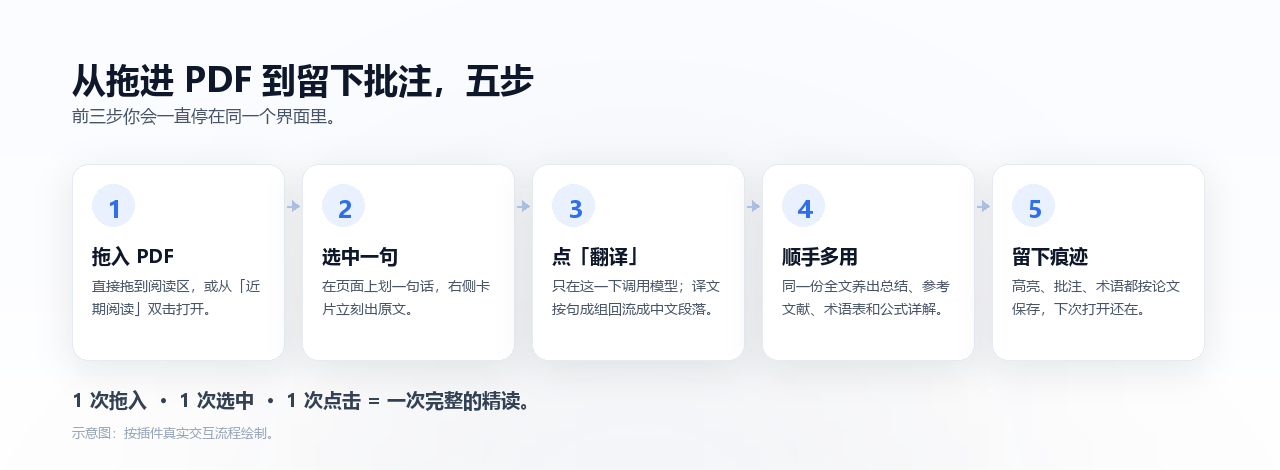 从拖进 PDF 到留下批注，五步
前三步你会一直停在同一个界面里。
1
拖入 PDF
直接拖到阅读区，或从「近
期阅读」双击打开。
2
选中一句
在页面上划一句话，右侧卡
片立刻出原文。
3
点「翻译」
只在这一下调用模型；译文
按句成组回流成中文段落。
4
顺手多用
同一份全文养出总结、参考
文献、术语表和公式详解。
5
留下痕迹
高亮、批注、术语都按论文
保存，下次打开还在。
1 次拖入 · 1 次选中 · 1 次点击 = 一次完整的精读。
示意图：按插件真实交互流程绘制。